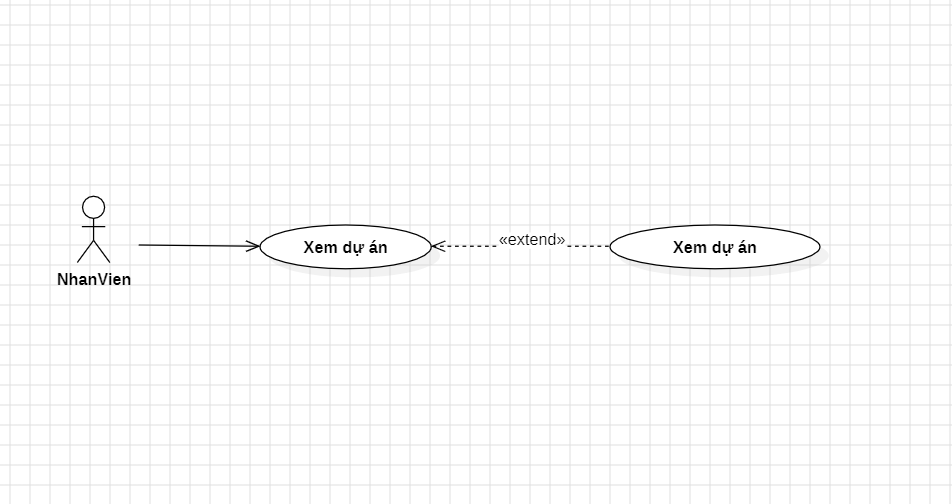 NhanVien
Xem dự án
«extend»
Xem dự án